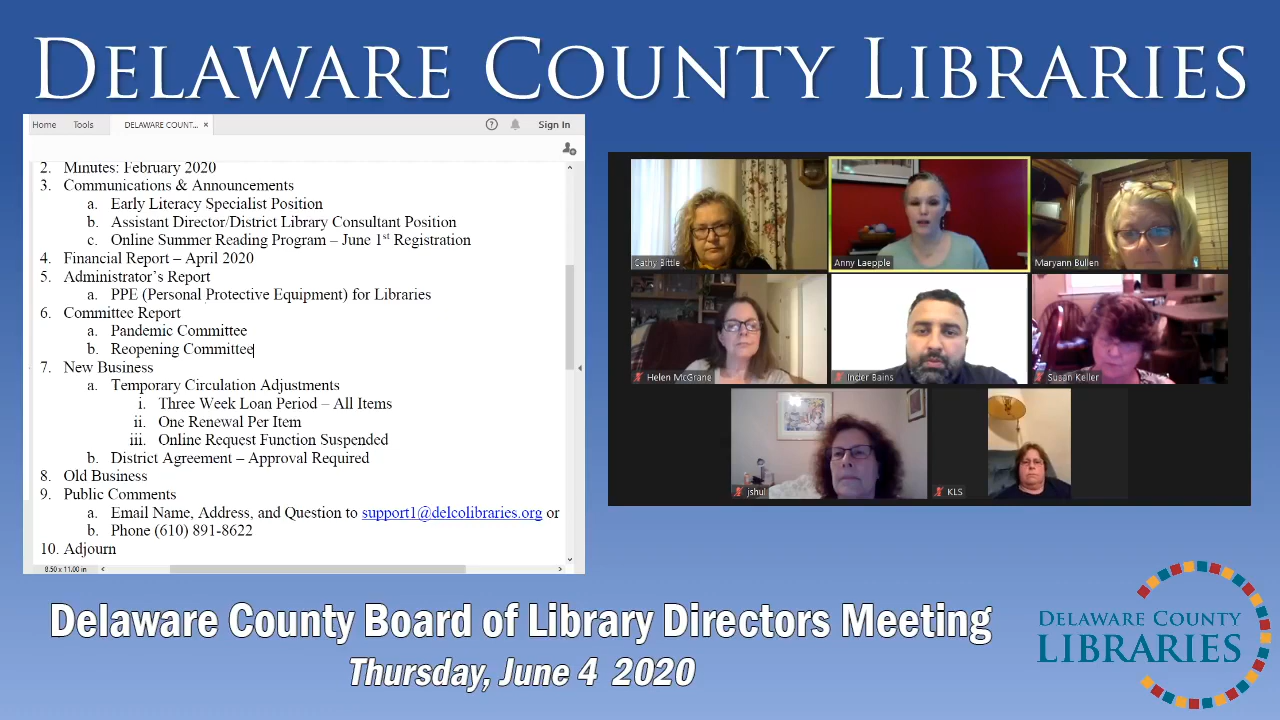 DELAWARE COUNTY LIBRARIES
Home Tools DELAWARE COUNT... × ? Sign In
2. Minutes: February 2020
3. Communications & Announcements
a. Early Literacy Specialist Position
b. Assistant Director/District Library Consultant Position
c. Online Summer Reading Program – June 1st Registration
4. Financial Report – April 2020
5. Administrator's Report
a. PPE (Personal Protective Equipment) for Libraries
6. Committee Report
a. Pandemic Committee
b. Reopening Committee
7. New Business
a. Temporary Circulation Adjustments
i. Three Week Loan Period – All Items
ii. One Renewal Per Item
iii. Online Request Function Suspended
b. District Agreement – Approval Required
8. Old Business
9. Public Comments
a. Email Name, Address, and Question to support1@delcolibraries.org or
b. Phone (610) 891-8622
10. Adjourn
8.50 x 11.00 in
Cathy Bittle
Anny Laepple
Maryann Bullen
Helen McGrane
Inder Bains
Susan Keller
jshul
KLS
Delaware County Board of Library Directors Meeting
Thursday, June 4 2020
DELAWARE COUNTY
LIBRARIES